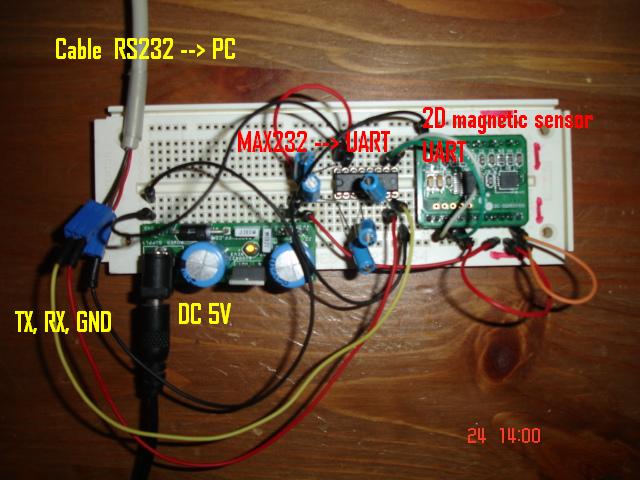 Cable RS232 --> PC
2D magnetic sensor
MAX232 --> UART
UART
TX, RX, GND
DC 5V
24 14:00